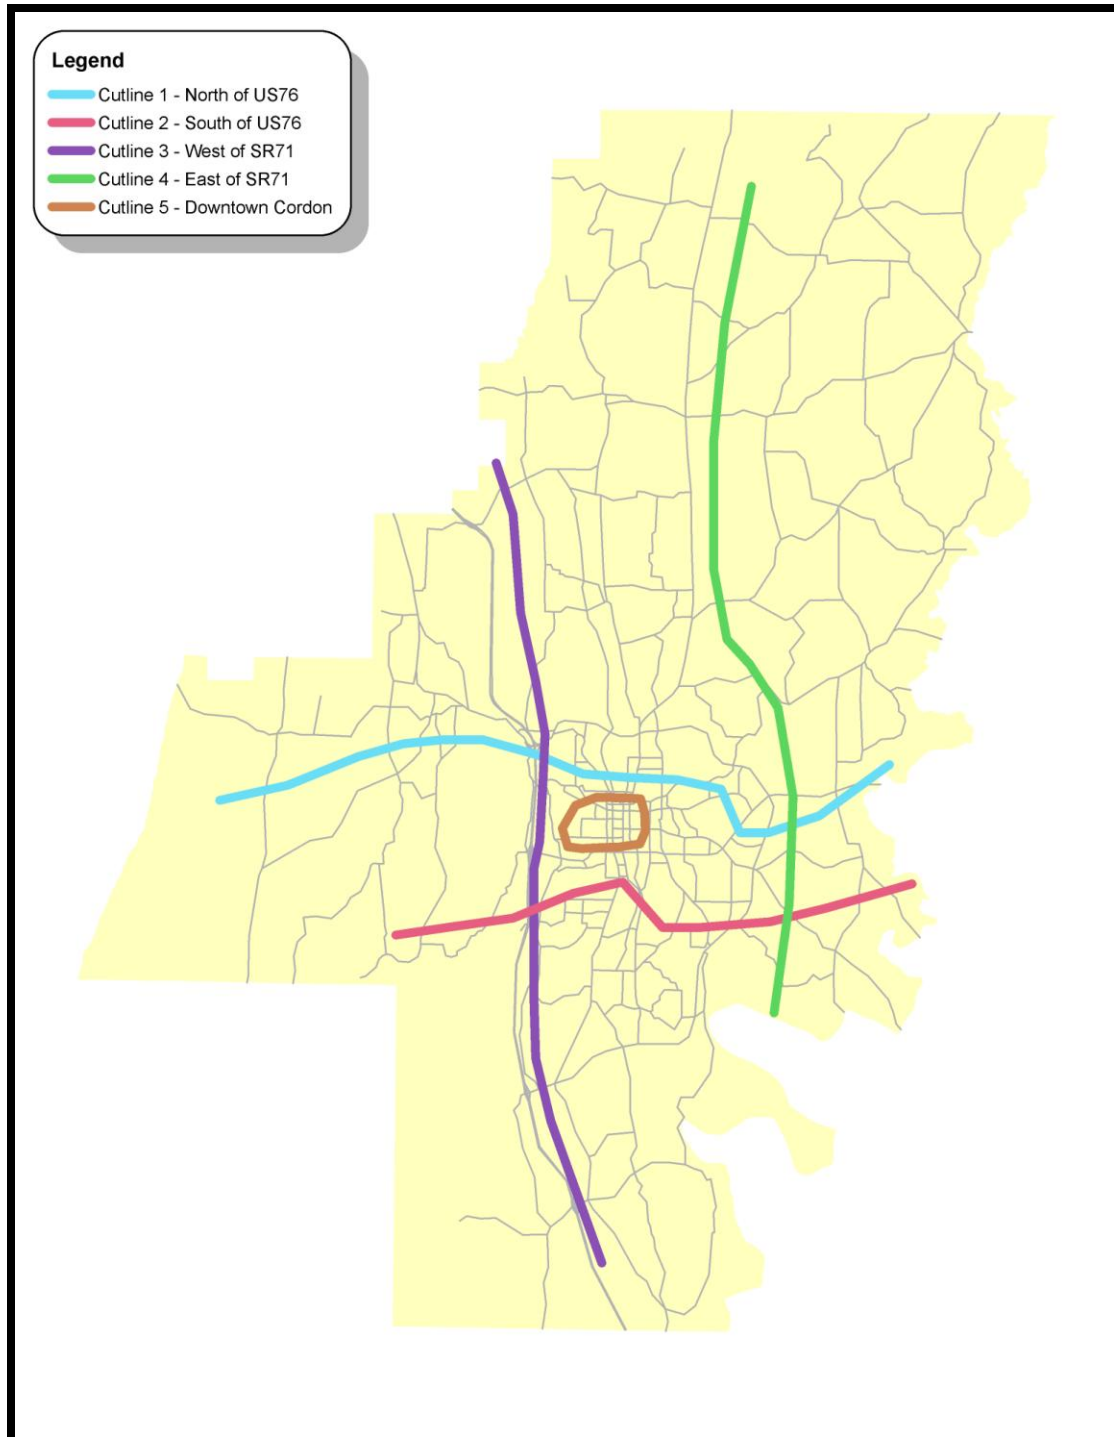 Legend
Cutline 1 - North of US76
Cutline 2 - South of US76
Cutline 3 - West of SR71
Cutline 4 - East of SR71
Cutline 5 - Downtown Cordon